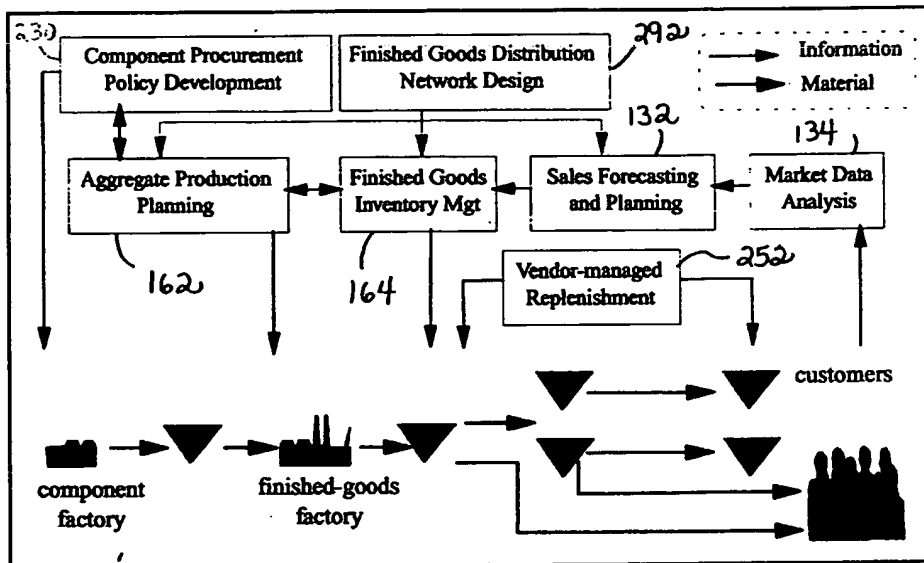 230
Component Procurement
Policy Development
Finished Goods Distribution
Network Design
292
Information
Material
132
134
Aggregate Production
Planning
Finished Goods
Inventory Mgt
Sales Forecasting
and Planning
Market Data
Analysis
162
164
Vendor-managed
Replenishment
252
customers
component
factory
finished-goods
factory